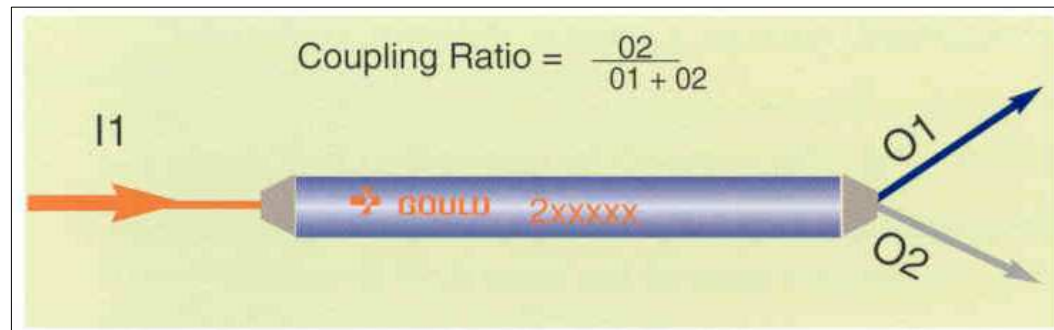 Coupling Ratio = 02
01 + 02
I1
O1
GOULD 2xxxxx
O2